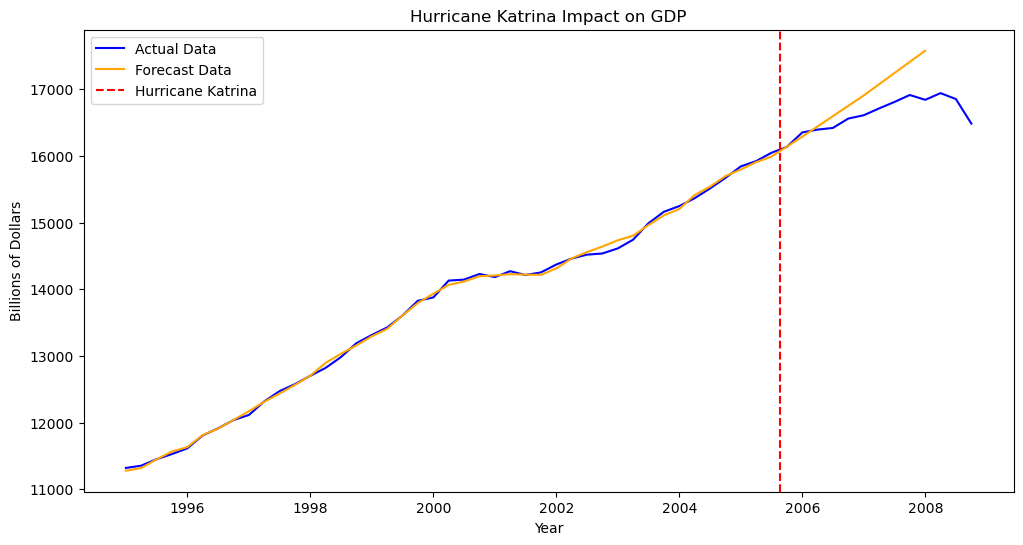 Hurricane Katrina Impact on GDP
Actual Data
Forecast Data
Hurricane Katrina
Billions of Dollars
17000
16000
15000
14000
13000
12000
11000
1996 1998 2000 2002 2004 2006 2008
Year